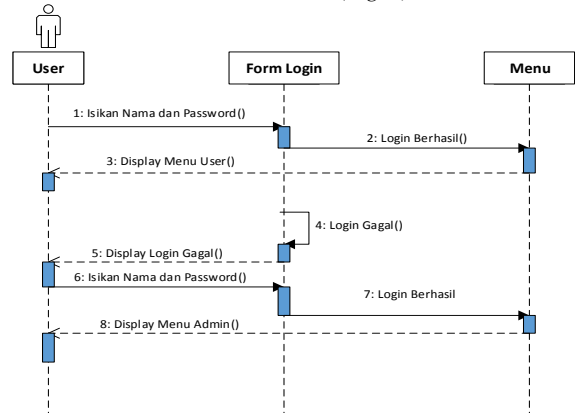 User
Form Login
Menu
1: Isikan Nama dan Password()
2: Login Berhasil()
3: Display Menu User()
4: Login Gagal()
5: Display Login Gagal()
6: Isikan Nama dan Password()
7: Login Berhasil
8: Display Menu Admin()